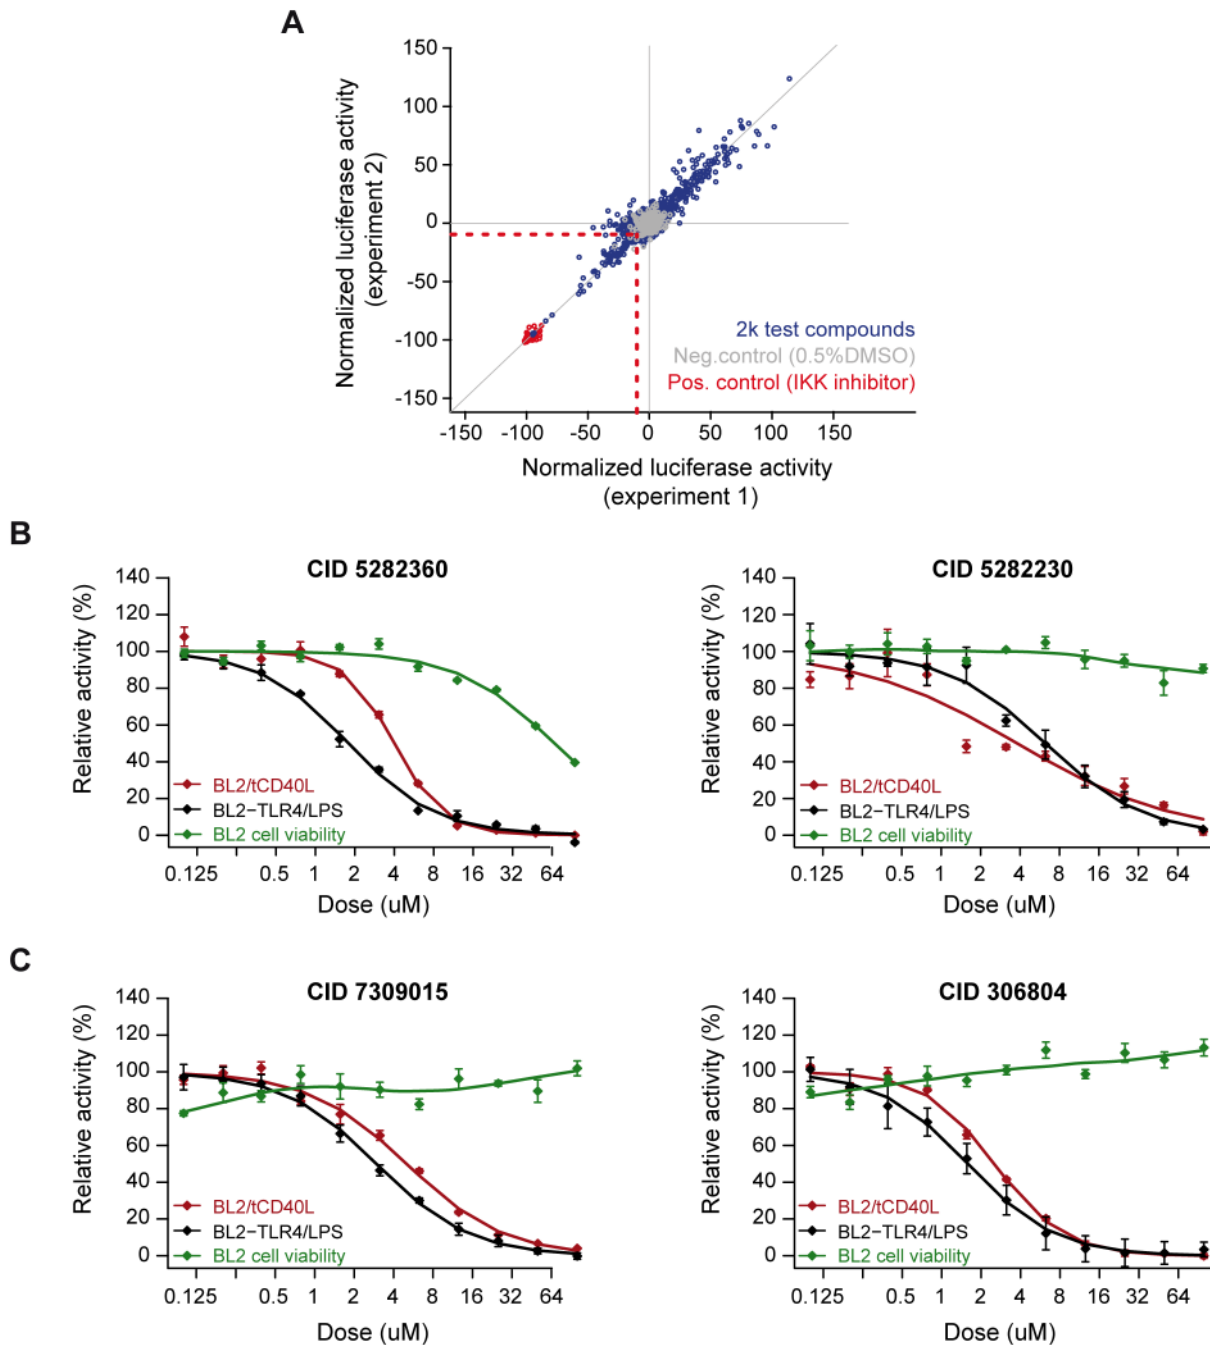 A
Normalized luciferase activity
(experiment 2)
150
100
50
0
-50
-100
-150
2k test compounds
Neg.control (0.5%DMSO)
Pos. control (IKK inhibitor)
-150 -100 -50 0 50 100 150
Normalized luciferase activity
(experiment 1)
B
CID 5282360
Relative activity (%)
140
120
100
80
60
40
20
0
BL2/tCD40L
BL2−TLR4/LPS
BL2 cell viability
0.125 0.5 1 2 4 8 16 32 64
Dose (uM)
CID 5282230
Relative activity (%)
140
120
100
80
60
40
20
0
BL2/tCD40L
BL2−TLR4/LPS
BL2 cell viability
0.125 0.5 1 2 4 8 16 32 64
Dose (uM)
C
CID 7309015
Relative activity (%)
140
120
100
80
60
40
20
0
BL2/tCD40L
BL2−TLR4/LPS
BL2 cell viability
0.125 0.5 1 2 4 8 16 32 64
Dose (uM)
CID 306804
Relative activity (%)
140
120
100
80
60
40
20
0
BL2/tCD40L
BL2−TLR4/LPS
BL2 cell viability
0.125 0.5 1 2 4 8 16 32 64
Dose (uM)